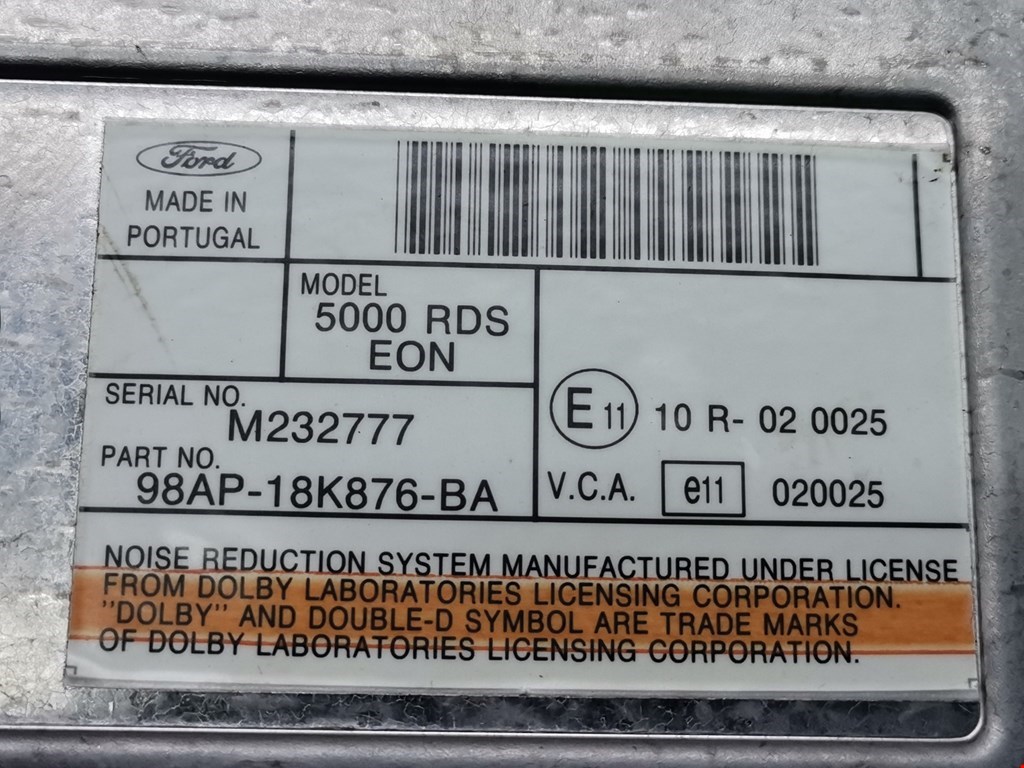 Ford
MADE IN
PORTUGAL
MODEL
5000 RDS
EON
SERIAL NO.
M232777
PART NO.
98AP-18K876-BA
E 11 10 R- 02 0025
V.C.A. e11 020025
NOISE REDUCTION SYSTEM MANUFACTURED UNDER LICENSE
FROM DOLBY LABORATORIES LICENSING CORPORATION.
"DOLBY" AND DOUBLE-D SYMBOL ARE TRADE MARKS
OF DOLBY LABORATORIES LICENSING CORPORATION.